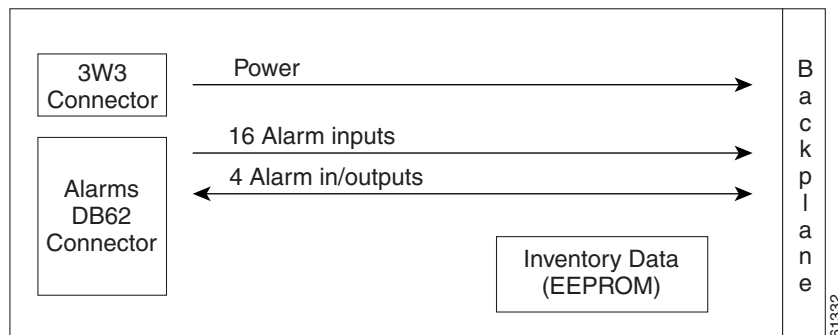 3W3
Connector
Power
16 Alarm inputs
4 Alarm in/outputs
Alarms
DB62
Connector
Inventory Data
(EEPROM)
Backplane